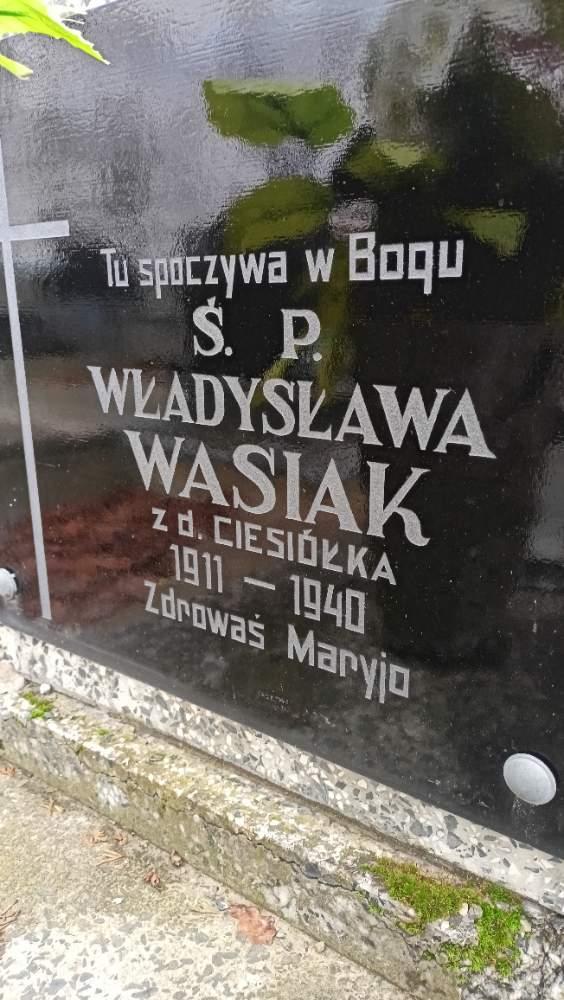 Tu spoczywa w Bogu
Ś. P.
WŁADYSŁAWA
WASIAK
z d. CIESIÓŁKA
1911 — 1940
Zdrowaś Maryjo